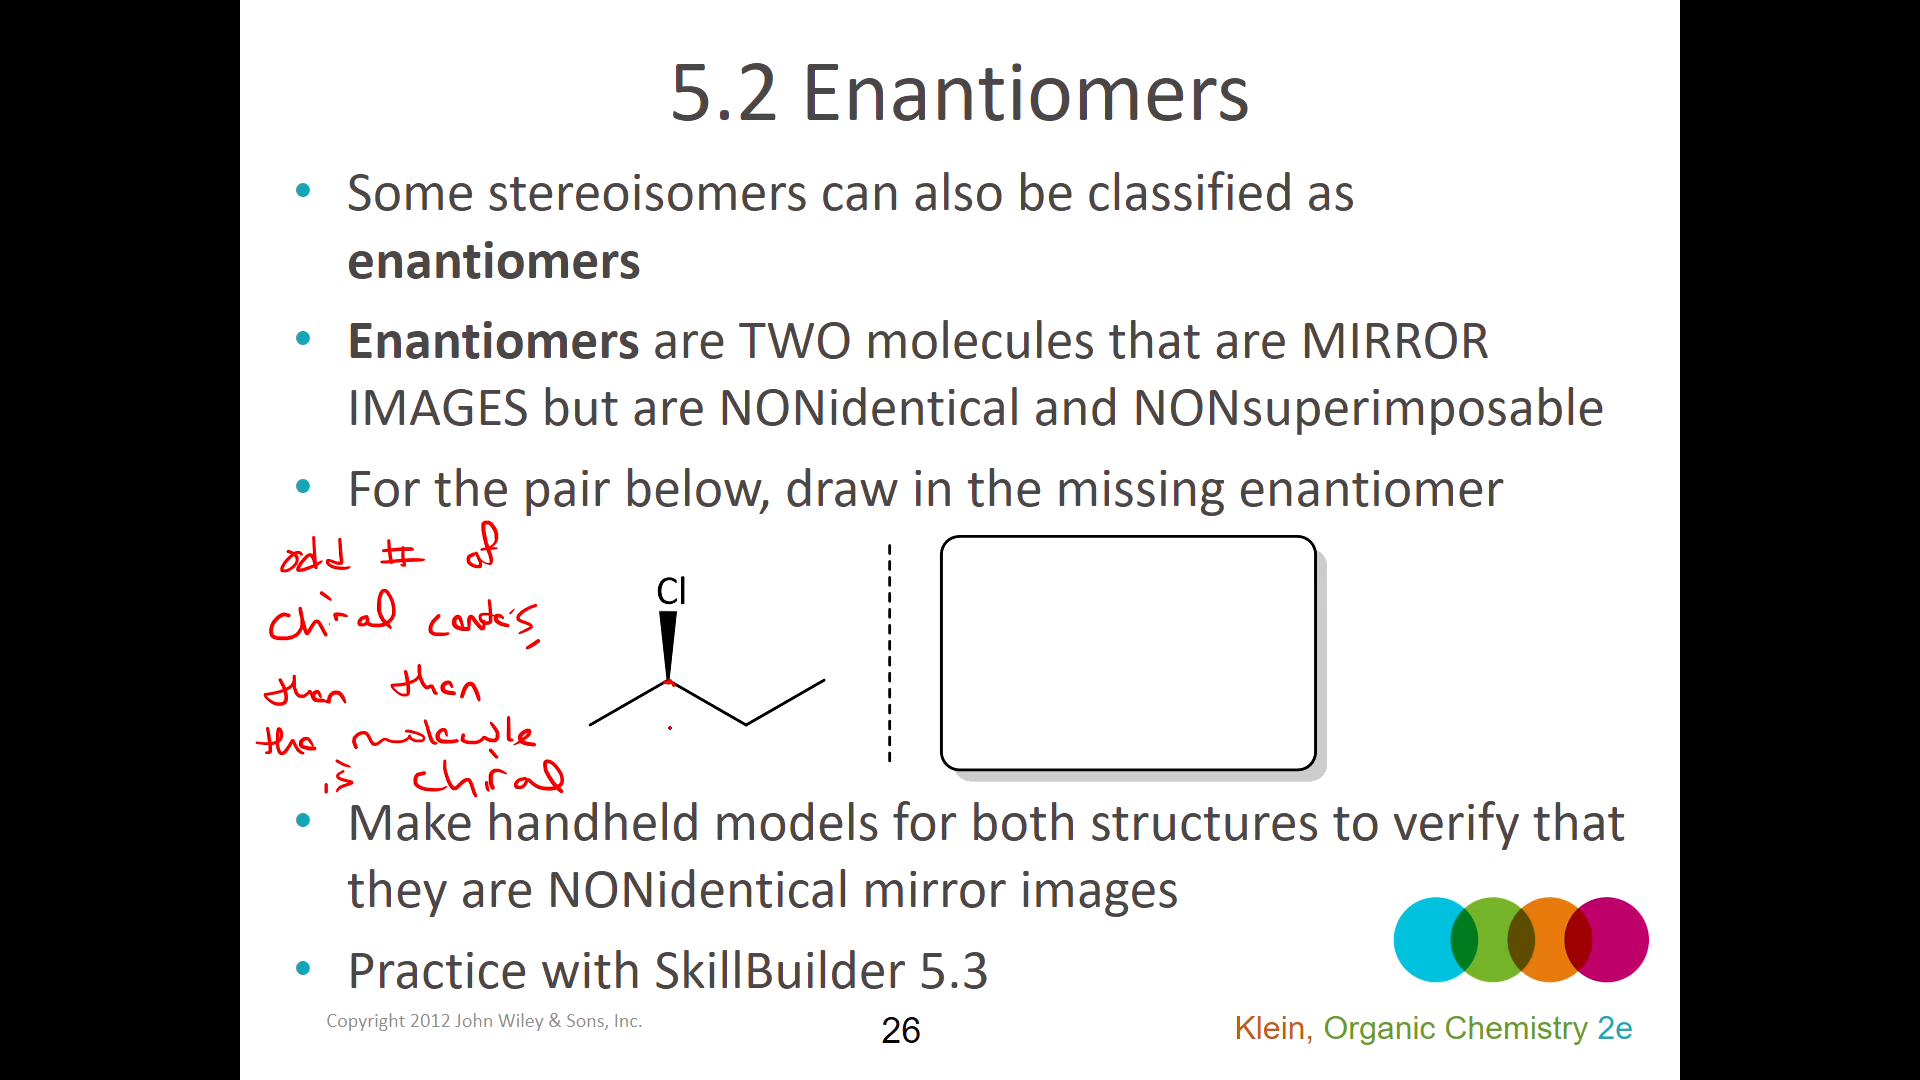 5.2 Enantiomers
• Some stereoisomers can also be classified as
enantiomers
• Enantiomers are TWO molecules that are MIRROR
IMAGES but are NONidentical and NONsuperimposable
• For the pair below, draw in the missing enantiomer
odd # of
chiral
than then
the molecule
is chiral
Cl
• Make handheld models for both structures to verify that
they are NONidentical mirror images
• Practice with SkillBuilder 5.3
Copyright 2012 John Wiley & Sons, Inc.
26
Klein, Organic Chemistry 2e